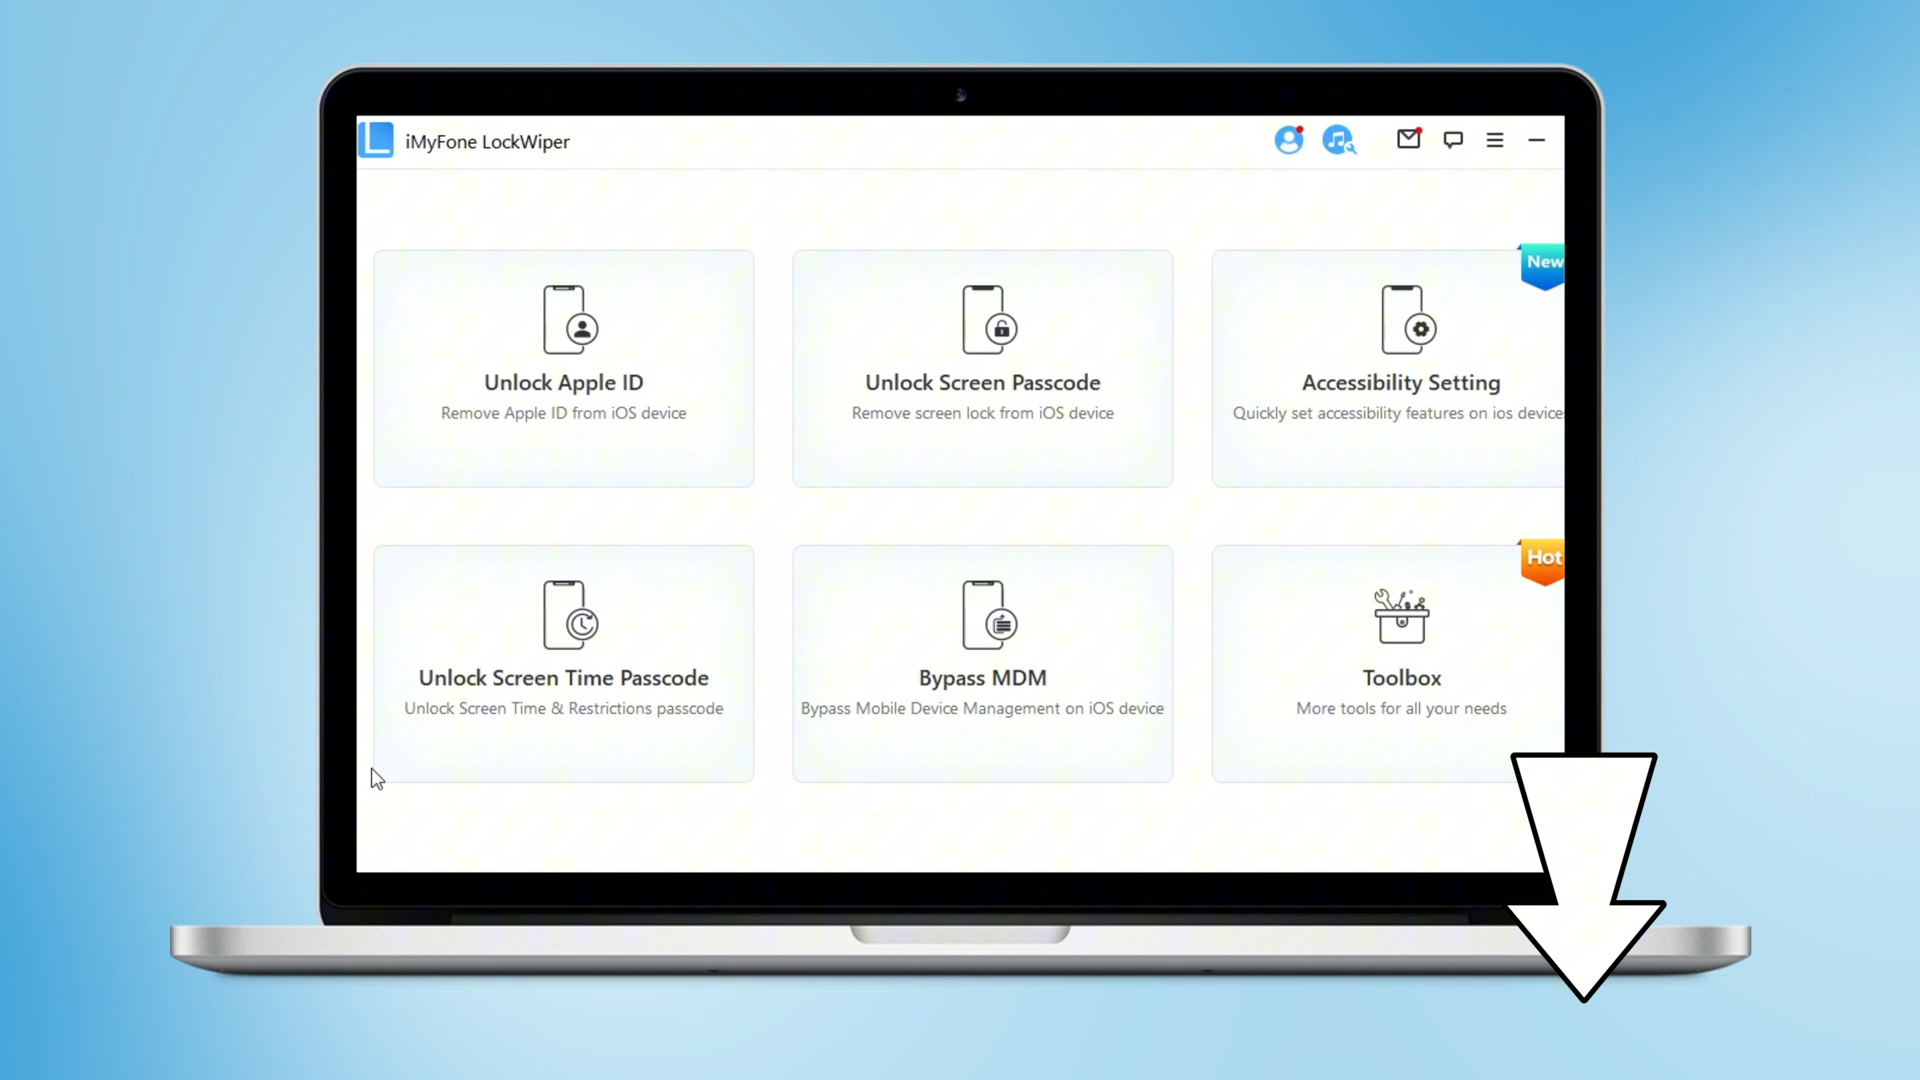 iMyFone LockWiper
New
Unlock Apple ID
Remove Apple ID from iOS device
Unlock Screen Passcode
Remove screen lock from iOS device
Accessibility Setting
Quickly set accessibility features on ios device
Hot
Unlock Screen Time Passcode
Unlock Screen Time & Restrictions passcode
Bypass MDM
Bypass Mobile Device Management on iOS device
Toolbox
More tools for all your needs